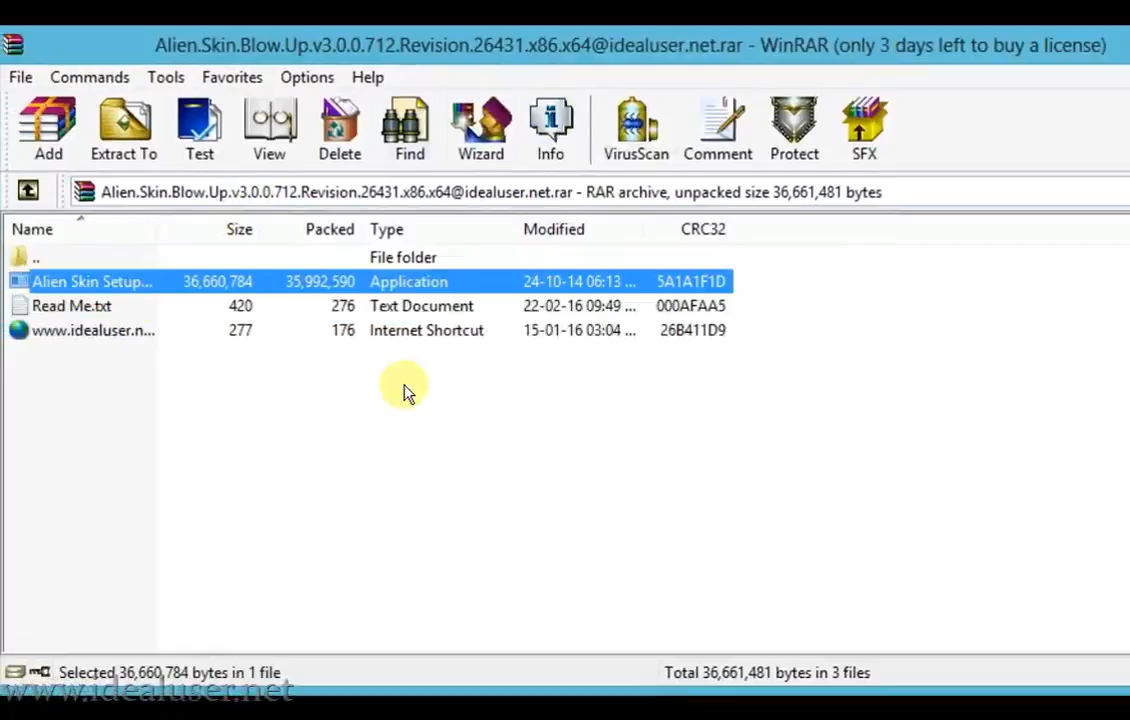 Alien.Skin.Blow.Up.v3.0.0.712.Revision.26431.x86.x64@idealuser.net.rar - WinRAR (only 3 days left to buy a license)
File Commands Tools Favorites Options Help
Add Extract To Test View Delete Find Wizard Info VirusScan Comment Protect SFX
Alien.Skin.Blow.Up.v3.0.0.712.Revision.26431.x86.x64@idealuser.net.rar - RAR archive, unpacked size 36,661,481 bytes
Name Size Packed Type Modified CRC32
.. File folder
Alien Skin Setup... 36,660,784 35,992,590 Application 24-10-14 06:13 ... 5A1A1F1D
Read Me.txt 420 276 Text Document 22-02-16 09:49 ... 000AFAA5
www.idealuser.n... 277 176 Internet Shortcut 15-01-16 03:04 ... 26B411D9
Selected 36,660,784 bytes in 1 file Total 36,661,481 bytes in 3 files
www.idealuser.net